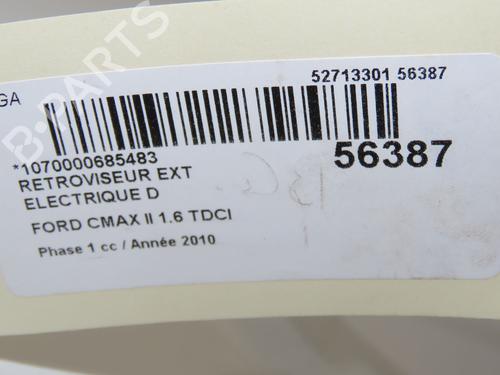 GA
52713301 56387
*1070000685483
56387
RETROVISEUR EXT
ELECTRIQUE D
FORD CMAX II 1.6 TDCI
Phase 1 cc / Année 2010
B-PARTS